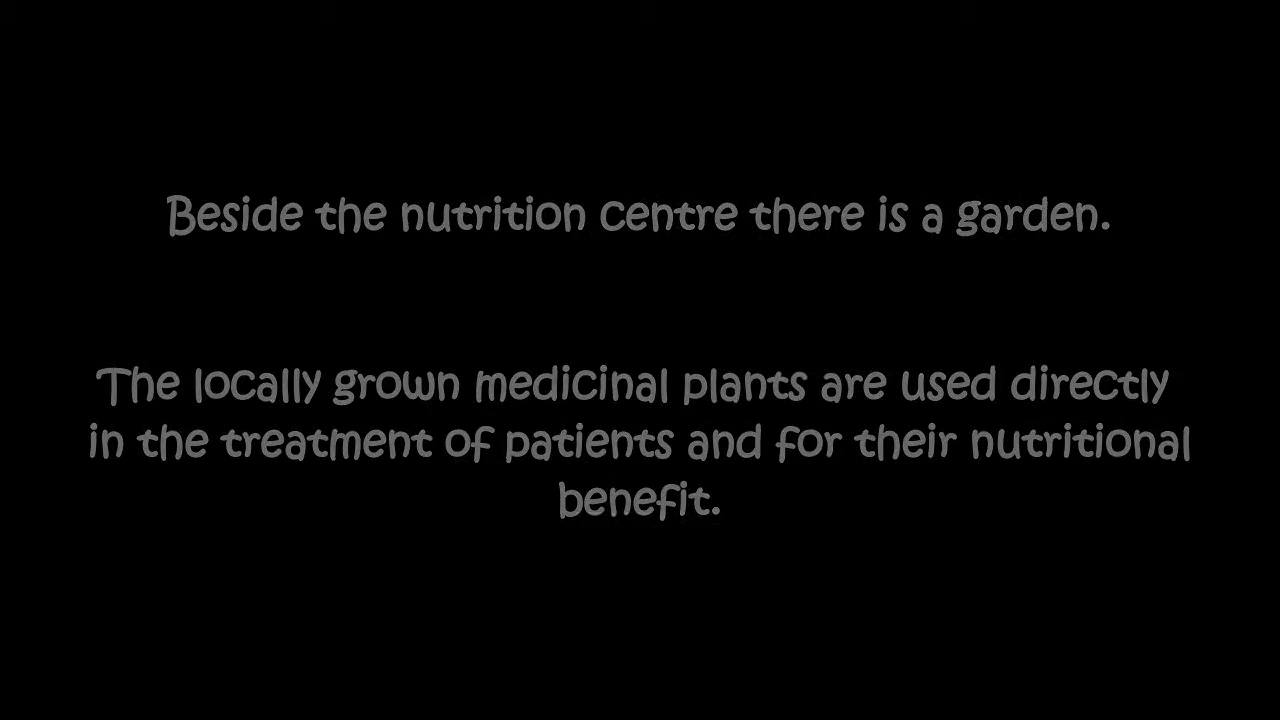 Beside the nutrition centre there is a garden.
The locally grown medicinal plants are used directly
in the treatment of patients and for their nutritional
benefit.